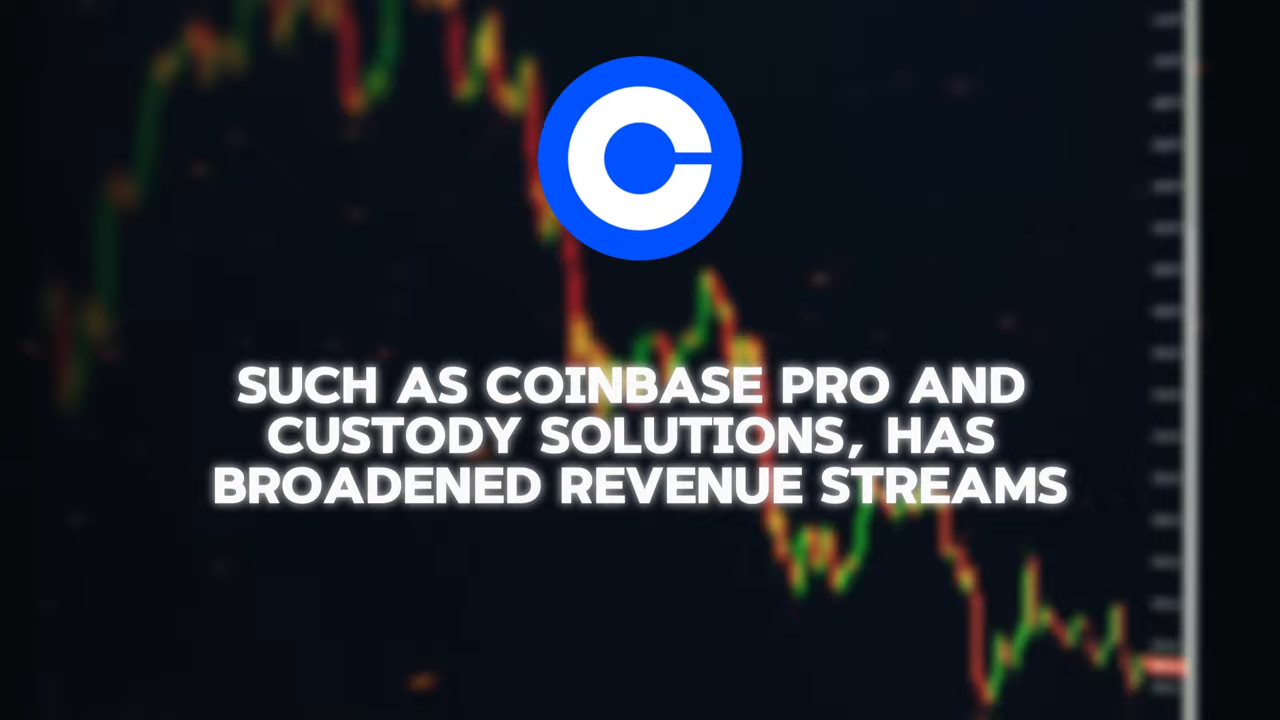 SUCH AS COINBASE PRO AND
CUSTODY SOLUTIONS, HAS
BROADENED REVENUE STREAMS